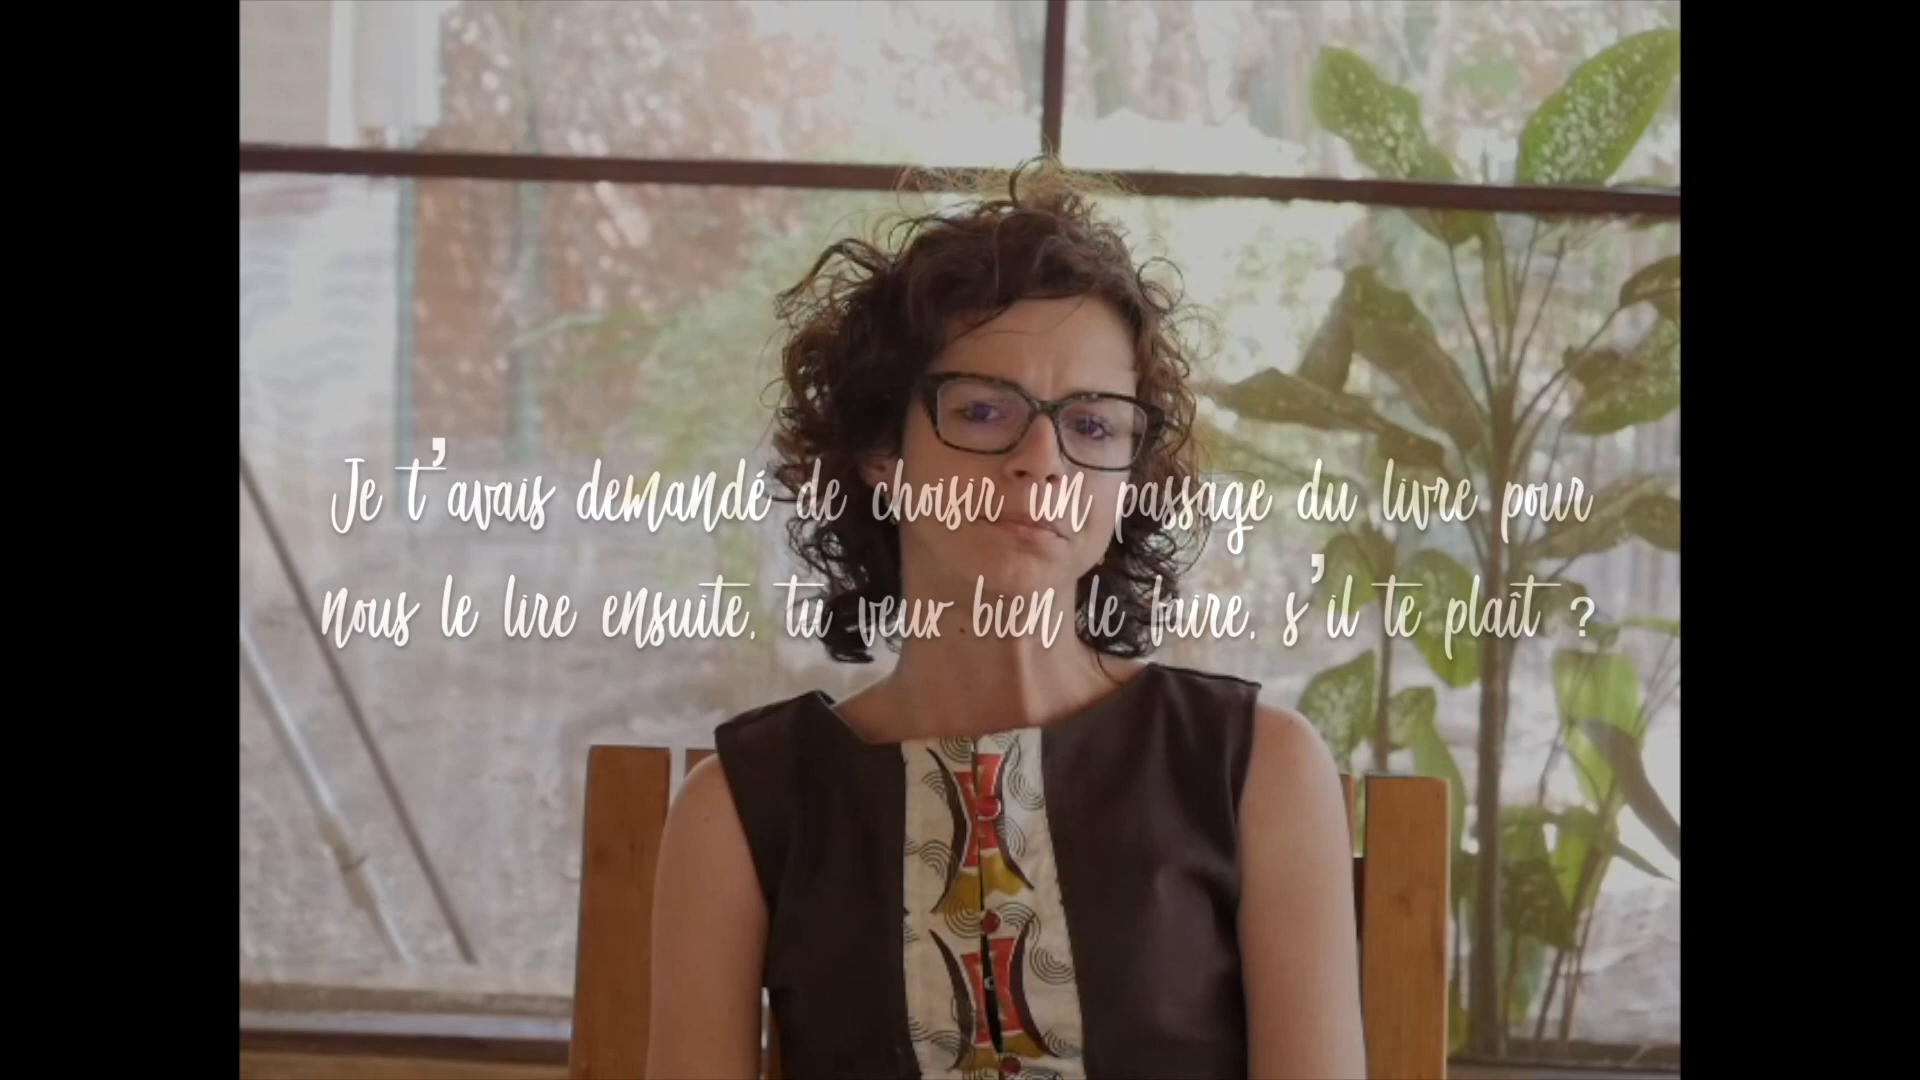 Je t'avais demandé de choisir un passage du livre pour
nous le lire ensuite, tu veux bien le faire, s'il te plaît ?